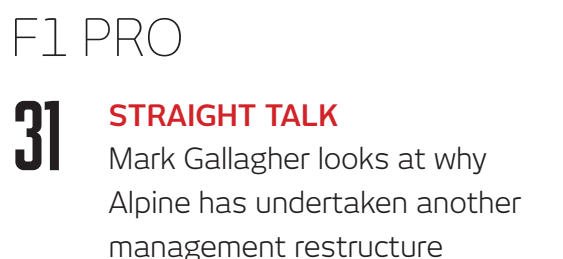 F1 PRO
31
STRAIGHT TALK
Mark Gallagher looks at why
Alpine has undertaken another
management restructure